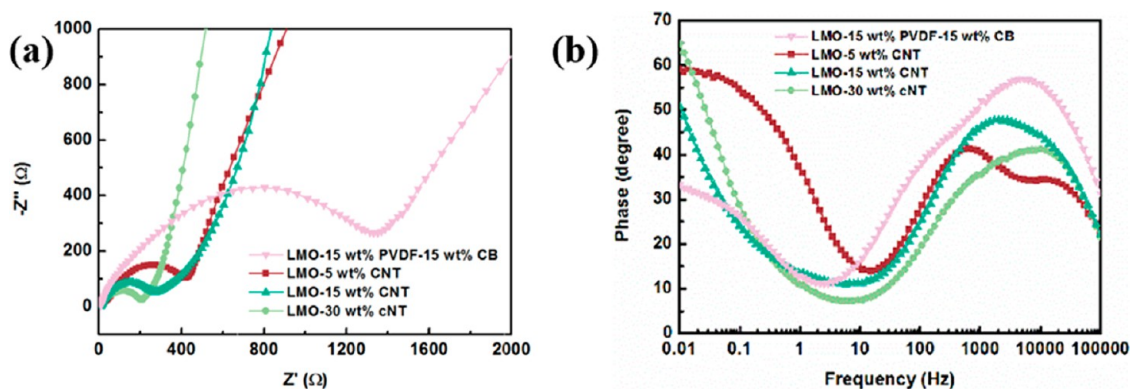 (a)
1000
800
600
400
200
0
-Z'' (Ω)
LMO-15 wt% PVDF-15 wt% CB
LMO-5 wt% CNT
LMO-15 wt% CNT
LMO-30 wt% cNT
0 400 800 1200 1600 2000
Z' (Ω)
(b)
70
60
50
40
30
20
10
0
Phase (degree)
LMO-15 wt% PVDF-15 wt% CB
LMO-5 wt% CNT
LMO-15 wt% CNT
LMO-30 wt% cNT
0.01 0.1 1 10 100 1000 10000 100000
Frequency (Hz)